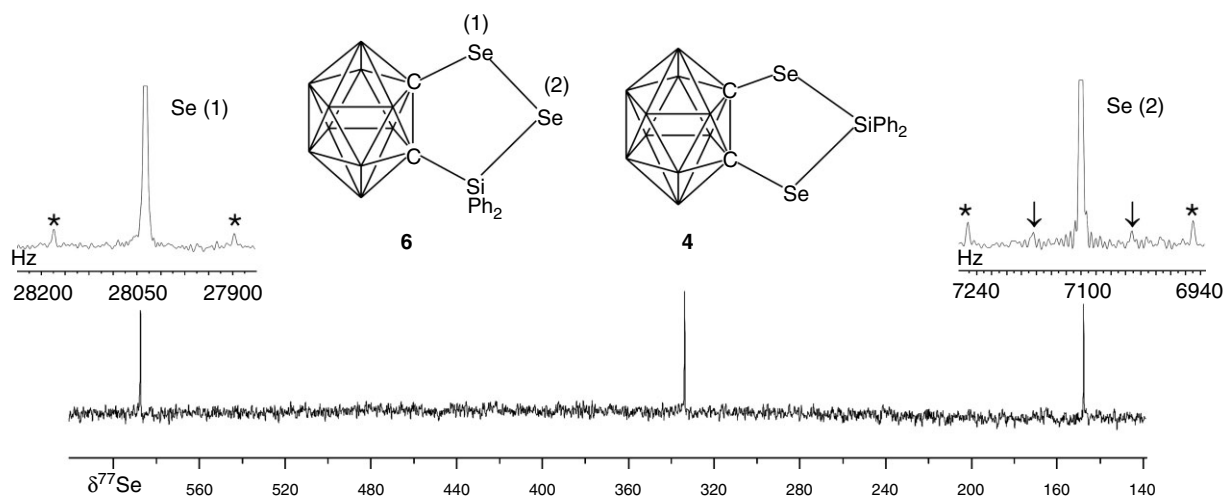 (1)
Se
(2)
Se
C
C
Si
Ph2
6
Se
C
SiPh2
C
Se
4
Se (1)
*
*
Hz
28200 28050 27900
Se (2)
* ↓ ↓ *
Hz
7240 7100 6940
δ77Se 560 520 480 440 400 360 320 280 240 200 160 140